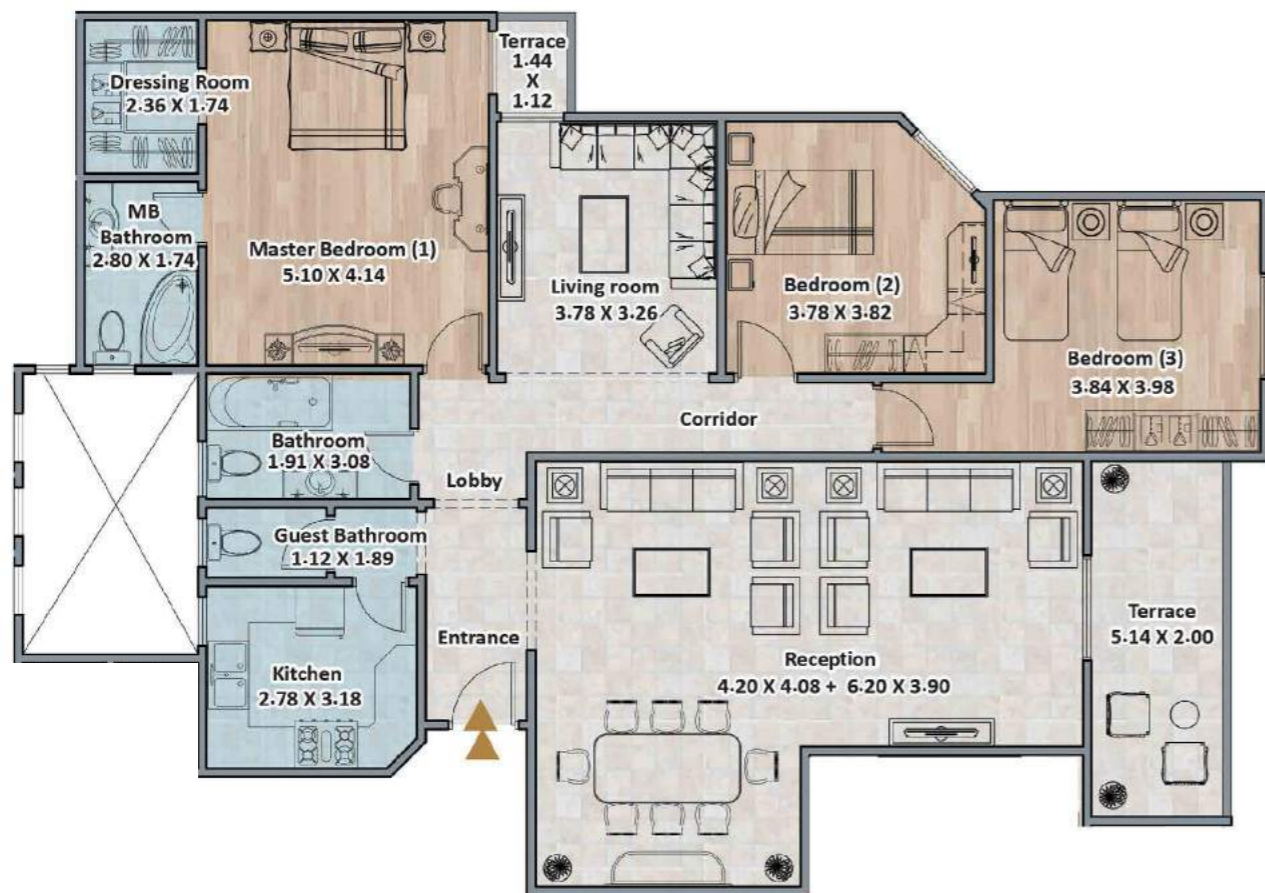 Terrace
1.44
X
1.12
Dressing Room
2.36 X 1.74
MB
Bathroom
2.80 X 1.74
Master Bedroom (1)
5.10 X 4.14
Living room
3.78 X 3.26
Bedroom (2)
3.78 X 3.82
Bedroom (3)
3.84 X 3.98
Corridor
Bathroom
1.91 X 3.08
Lobby
Guest Bathroom
1.12 X 1.89
Entrance
Kitchen
2.78 X 3.18
Reception
4.20 X 4.08 + 6.20 X 3.90
Terrace
5.14 X 2.00